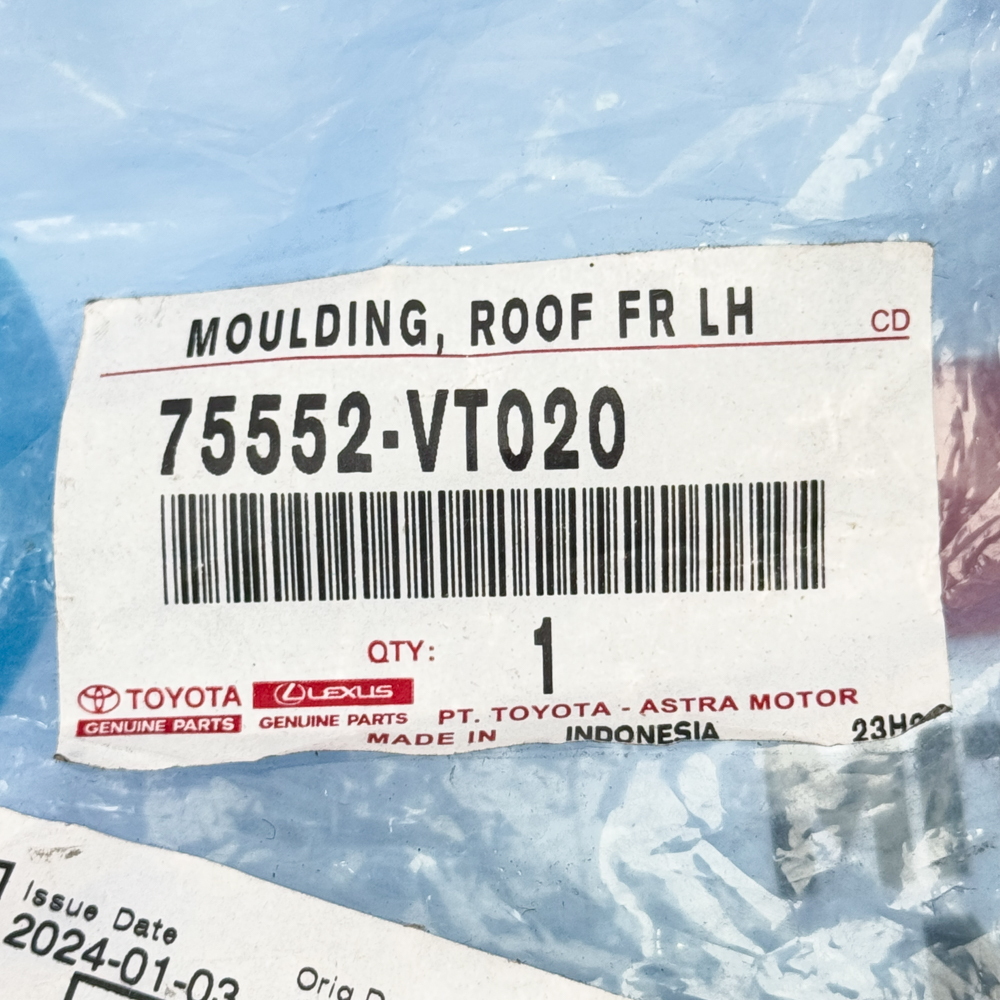 MOULDING, ROOF FR LH
CD
75552-VT020
QTY: 1
TOYOTA
GENUINE PARTS
LEXUS
GENUINE PARTS
PT. TOYOTA - ASTRA MOTOR
MADE IN INDONESIA
Issue Date
2024-01-03
Orig